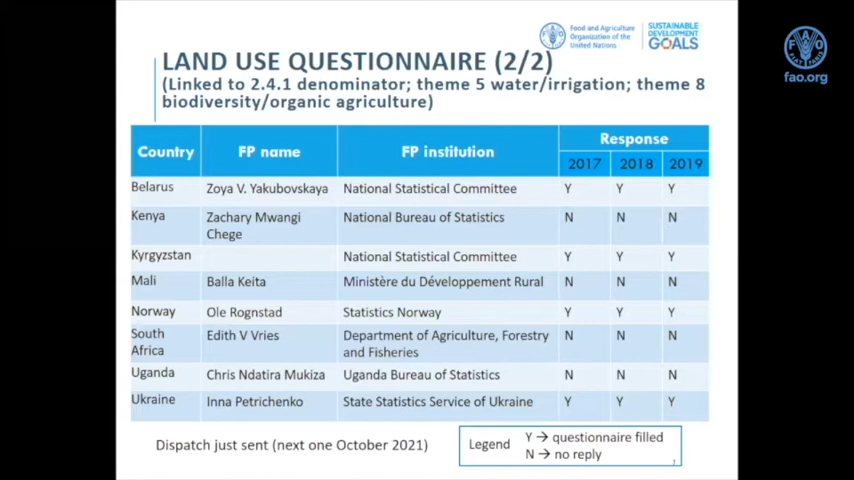 Food and Agriculture
Organization of the
United Nations
SUSTAINABLE
DEVELOPMENT
GOALS
FAO
FIAT PANIS
fao.org
LAND USE QUESTIONNAIRE (2/2)
(Linked to 2.4.1 denominator; theme 5 water/irrigation; theme 8
biodiversity/organic agriculture)
Country FP name FP institution Response
2017 2018 2019
Belarus Zoya V. Yakubovskaya National Statistical Committee Y Y Y
Kenya Zachary Mwangi National Bureau of Statistics N N N
Chege
Kyrgyzstan National Statistical Committee Y Y Y
Mali Balla Keita Ministère du Développement Rural N N N
Norway Ole Rognstad Statistics Norway Y Y Y
South Edith V Vries Department of Agriculture, Forestry N N N
Africa and Fisheries
Uganda Chris Ndatira Mukiza Uganda Bureau of Statistics N N N
Ukraine Inna Petrichenko State Statistics Service of Ukraine Y Y Y
Dispatch just sent (next one October 2021)
Legend Y → questionnaire filled
N → no reply